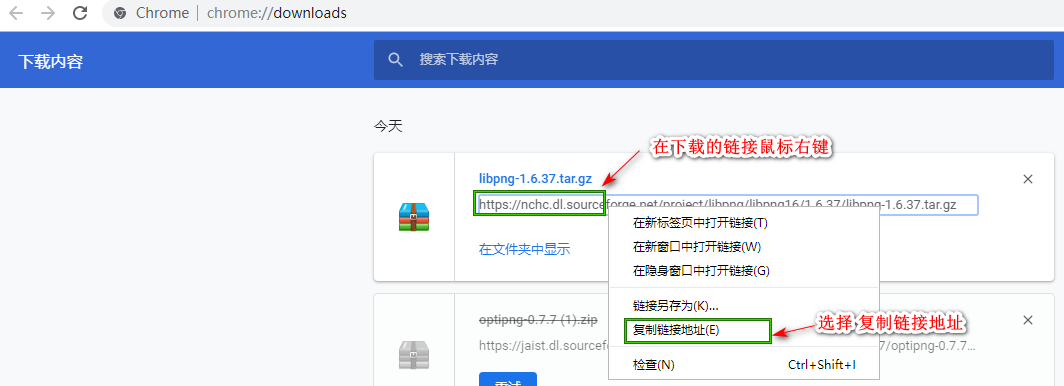 Chrome | chrome://downloads
下载内容
搜索下载内容
今天
在下载的链接鼠标右键
libpng-1.6.37.tar.gz
https://nchc.dl.sourceforge.net/project/libpng/libpng16/1.6.37/libpng-1.6.37.tar.gz
在新标签页中打开链接(T)
在新窗口中打开链接(W)
在文件夹中显示
在隐身窗口中打开链接(G)
链接另存为(K)...
选择 复制链接地址
optipng-0.7.7 (1).zip
复制链接地址(E)
https://jaist.dl.sourcef
7/optipng-0.7.7...
检查(N) Ctrl+Shift+I
重试